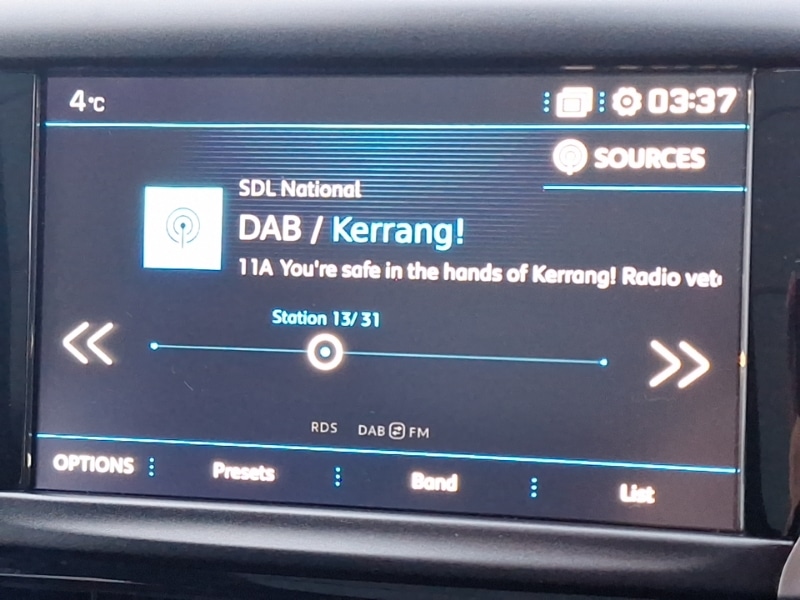 4°C 03:37
SOURCES
SDL National
DAB / Kerrang!
11A You're safe in the hands of Kerrang! Radio vet
Station 13/31
RDS DAB FM
OPTIONS Presets Band List